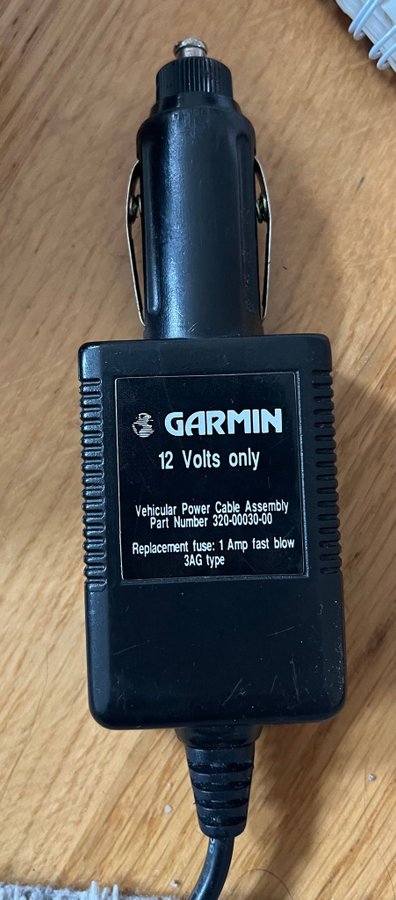 GARMIN
12 Volts only
Vehicular Power Cable Assembly
Part Number 320-00030-00
Replacement fuse: 1 Amp fast blow
3AG type